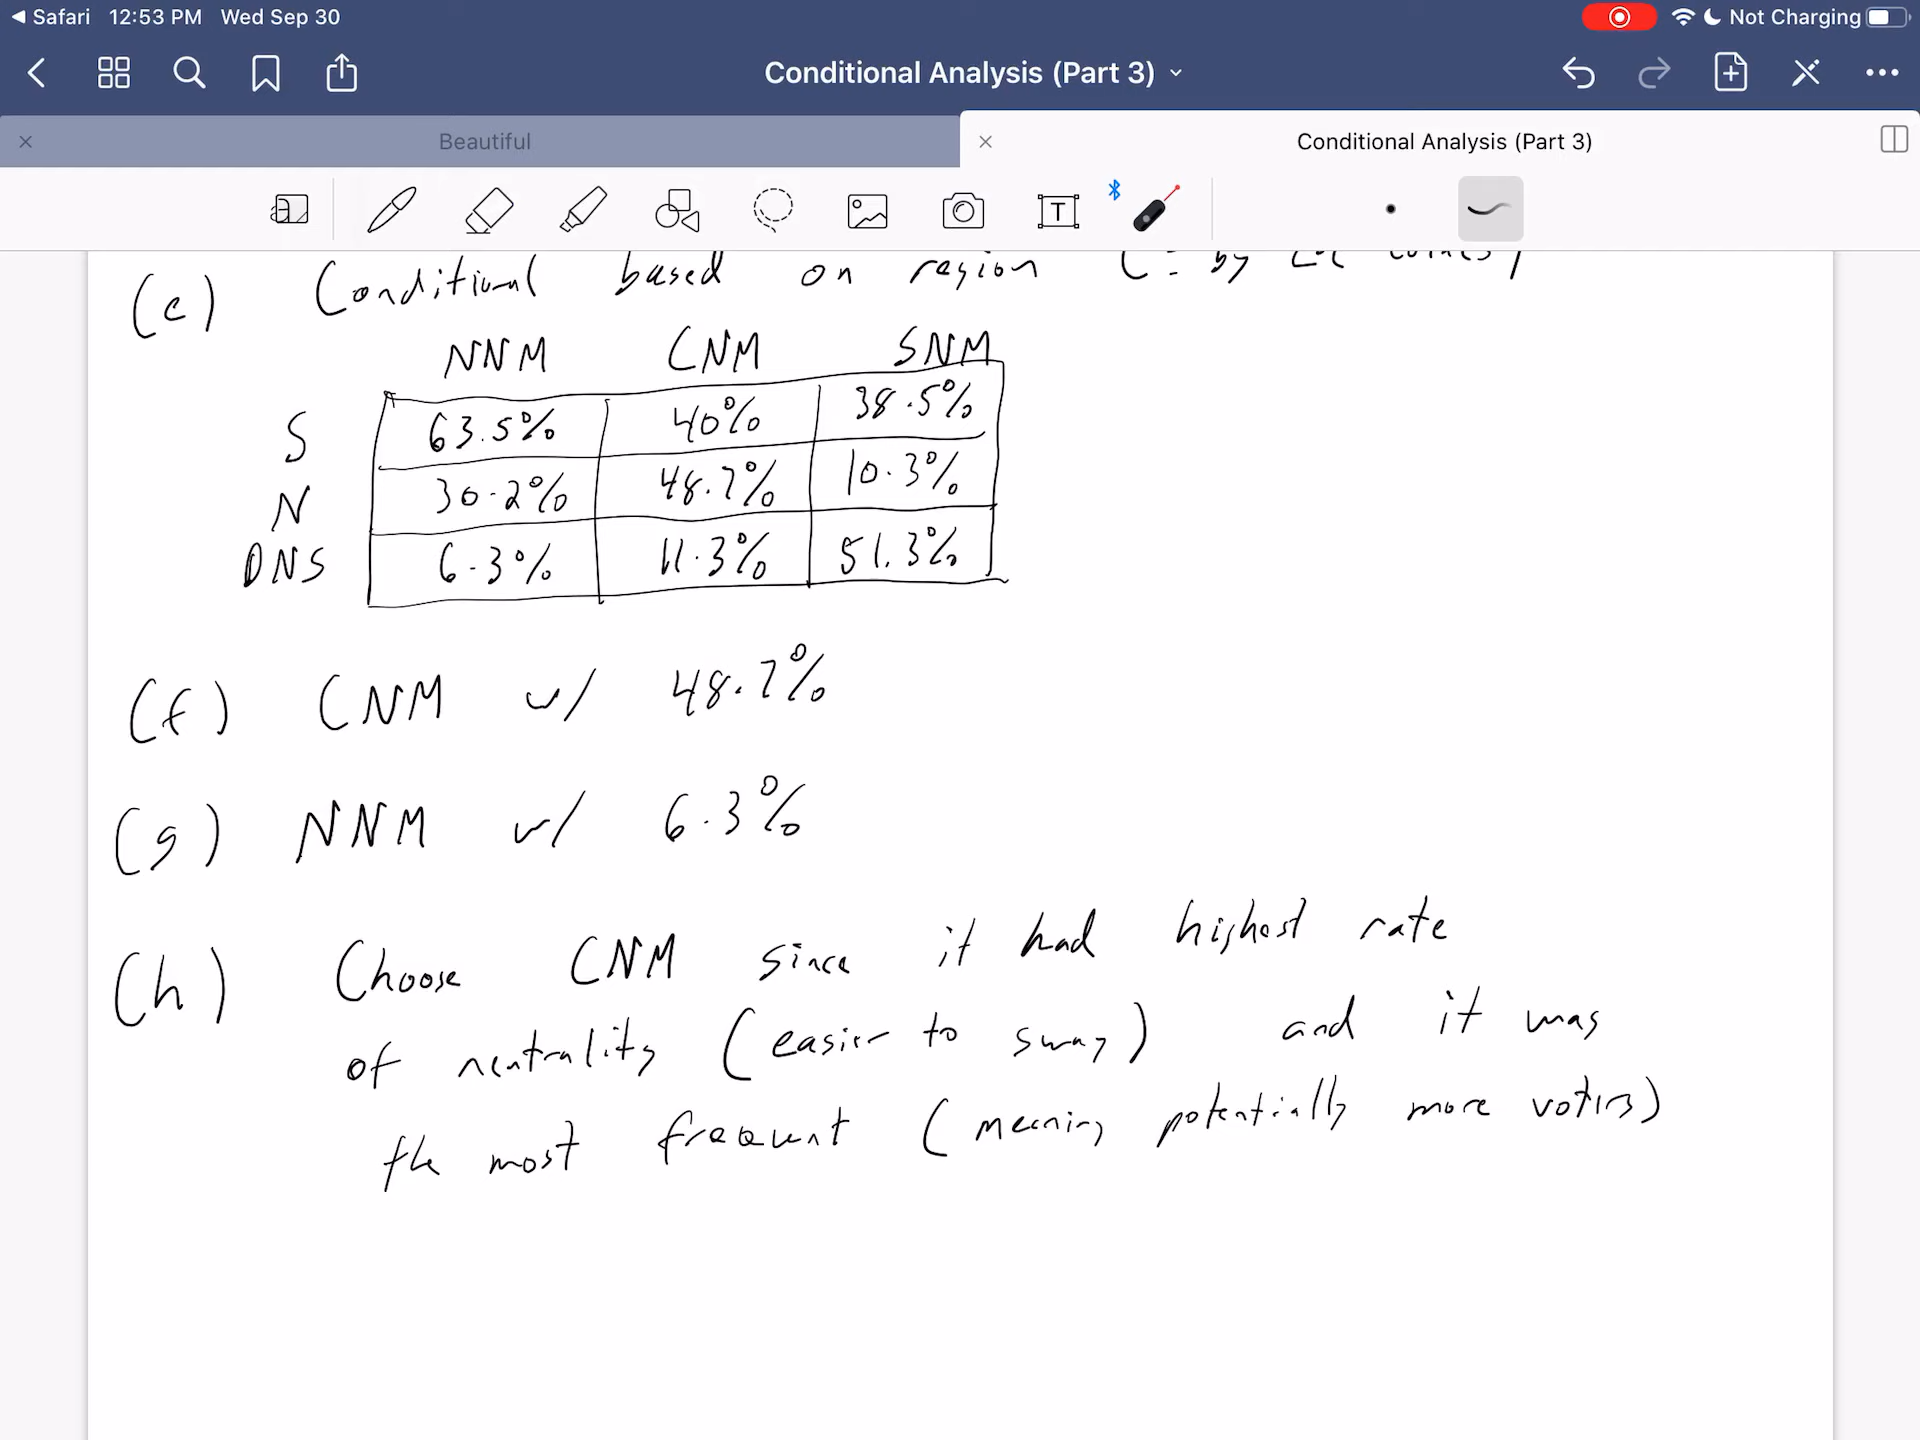 Safari 12:53 PM Wed Sep 30 Not Charging
Conditional Analysis (Part 3)
Beautiful Conditional Analysis (Part 3)
(e) Conditional based on region
NNM CNM SNM
S 63.5% 40% 38.5%
N 30.2% 48.7% 10.3%
DNS 6.3% 11.3% 51.3%
(f) CNM w/ 48.7%
(g) NNM w/ 6.3%
(h) Choose CNM since it had highest rate
of neutrality (easier to sway) and it was
the most frequent (meaning potentially more voters)